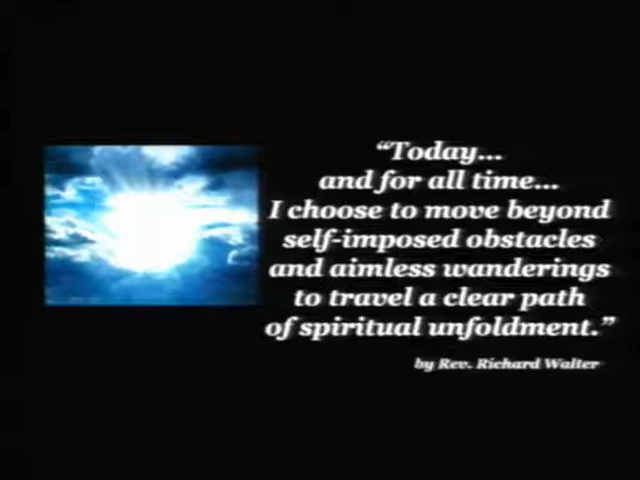 “Today...
and for all time...
I choose to move beyond
self-imposed obstacles
and aimless wanderings
to travel a clear path
of spiritual unfoldment.”
by Rev. Richard Walter